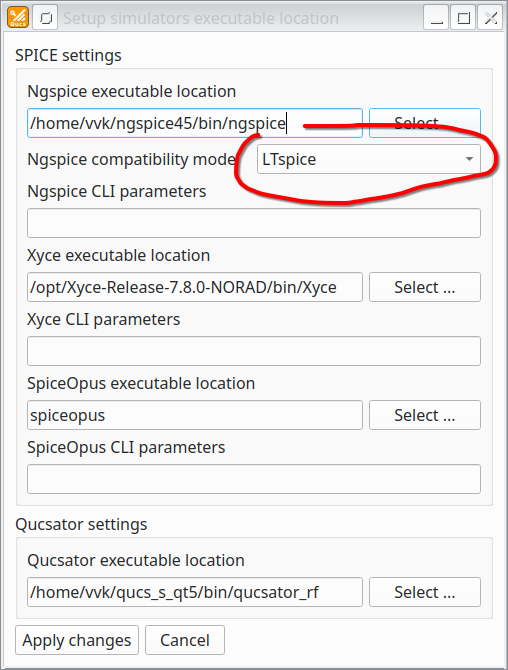 Qucs
Setup simulators executable location
SPICE settings
Ngspice executable location
/home/vvk/ngspice45/bin/ngspice
Select ...
Ngspice compatibility mode
LTspice
Ngspice CLI parameters
Xyce executable location
/opt/Xyce-Release-7.8.0-NORAD/bin/Xyce
Select ...
Xyce CLI parameters
SpiceOpus executable location
spiceopus
Select ...
SpiceOpus CLI parameters
Qucsator settings
Qucsator executable location
/home/vvk/qucs_s_qt5/bin/qucsator_rf
Select ...
Apply changes
Cancel